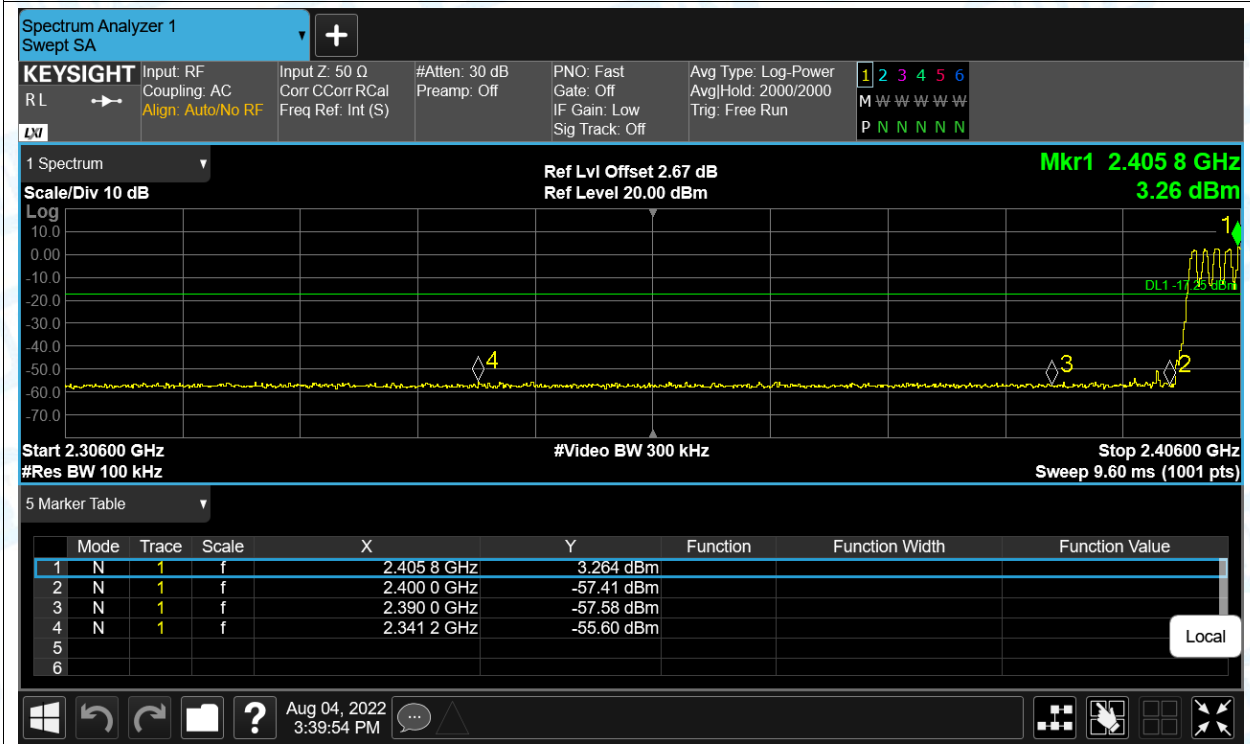 Spectrum Analyzer 1
Swept SA
+
KEYSIGHT
R L
LXI
Input: RF
Coupling: AC
Align: Auto/No RF
Input Z: 50 Ω
Corr CCorr RCal
Freq Ref: Int (S)
#Atten: 30 dB
Preamp: Off
PNO: Fast
Gate: Off
IF Gain: Low
Sig Track: Off
Avg Type: Log-Power
Avg|Hold: 2000/2000
Trig: Free Run
1 2 3 4 5 6
M W W W W W
P N N N N N
1 Spectrum
Scale/Div 10 dB
Ref Lvl Offset 2.67 dB
Ref Level 20.00 dBm
Mkr1 2.405 8 GHz
3.26 dBm
Log
10.0
0.00
-10.0
-20.0
-30.0
-40.0
-50.0
-60.0
-70.0
1
DL1 -17.25 dBm
4
3
2
Start 2.30600 GHz
#Video BW 300 kHz
Stop 2.40600 GHz
#Res BW 100 kHz
Sweep 9.60 ms (1001 pts)
5 Marker Table
Mode Trace Scale X Y Function Function Width Function Value
1 N 1 f 2.405 8 GHz 3.264 dBm
2 N 1 f 2.400 0 GHz -57.41 dBm
3 N 1 f 2.390 0 GHz -57.58 dBm
4 N 1 f 2.341 2 GHz -55.60 dBm
5
6
Local
?
Aug 04, 2022
3:39:54 PM